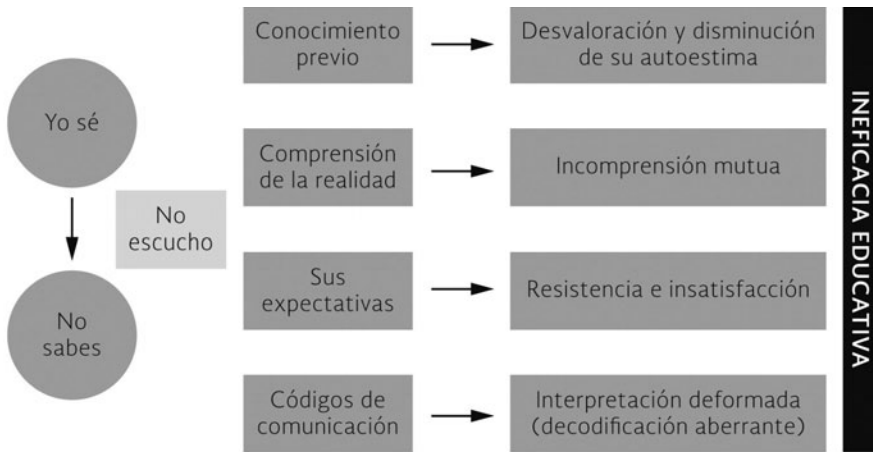 Yo sé
No
escucho
No
sabes
Conocimiento
previo
Desvaloración y disminución
de su autoestima
Comprensión
de la realidad
Incomprensión mutua
Sus
expectativas
Resistencia e insatisfacción
Códigos de
comunicación
Interpretación deformada
(decodificación aberrante)
INEFICACIA EDUCATIVA